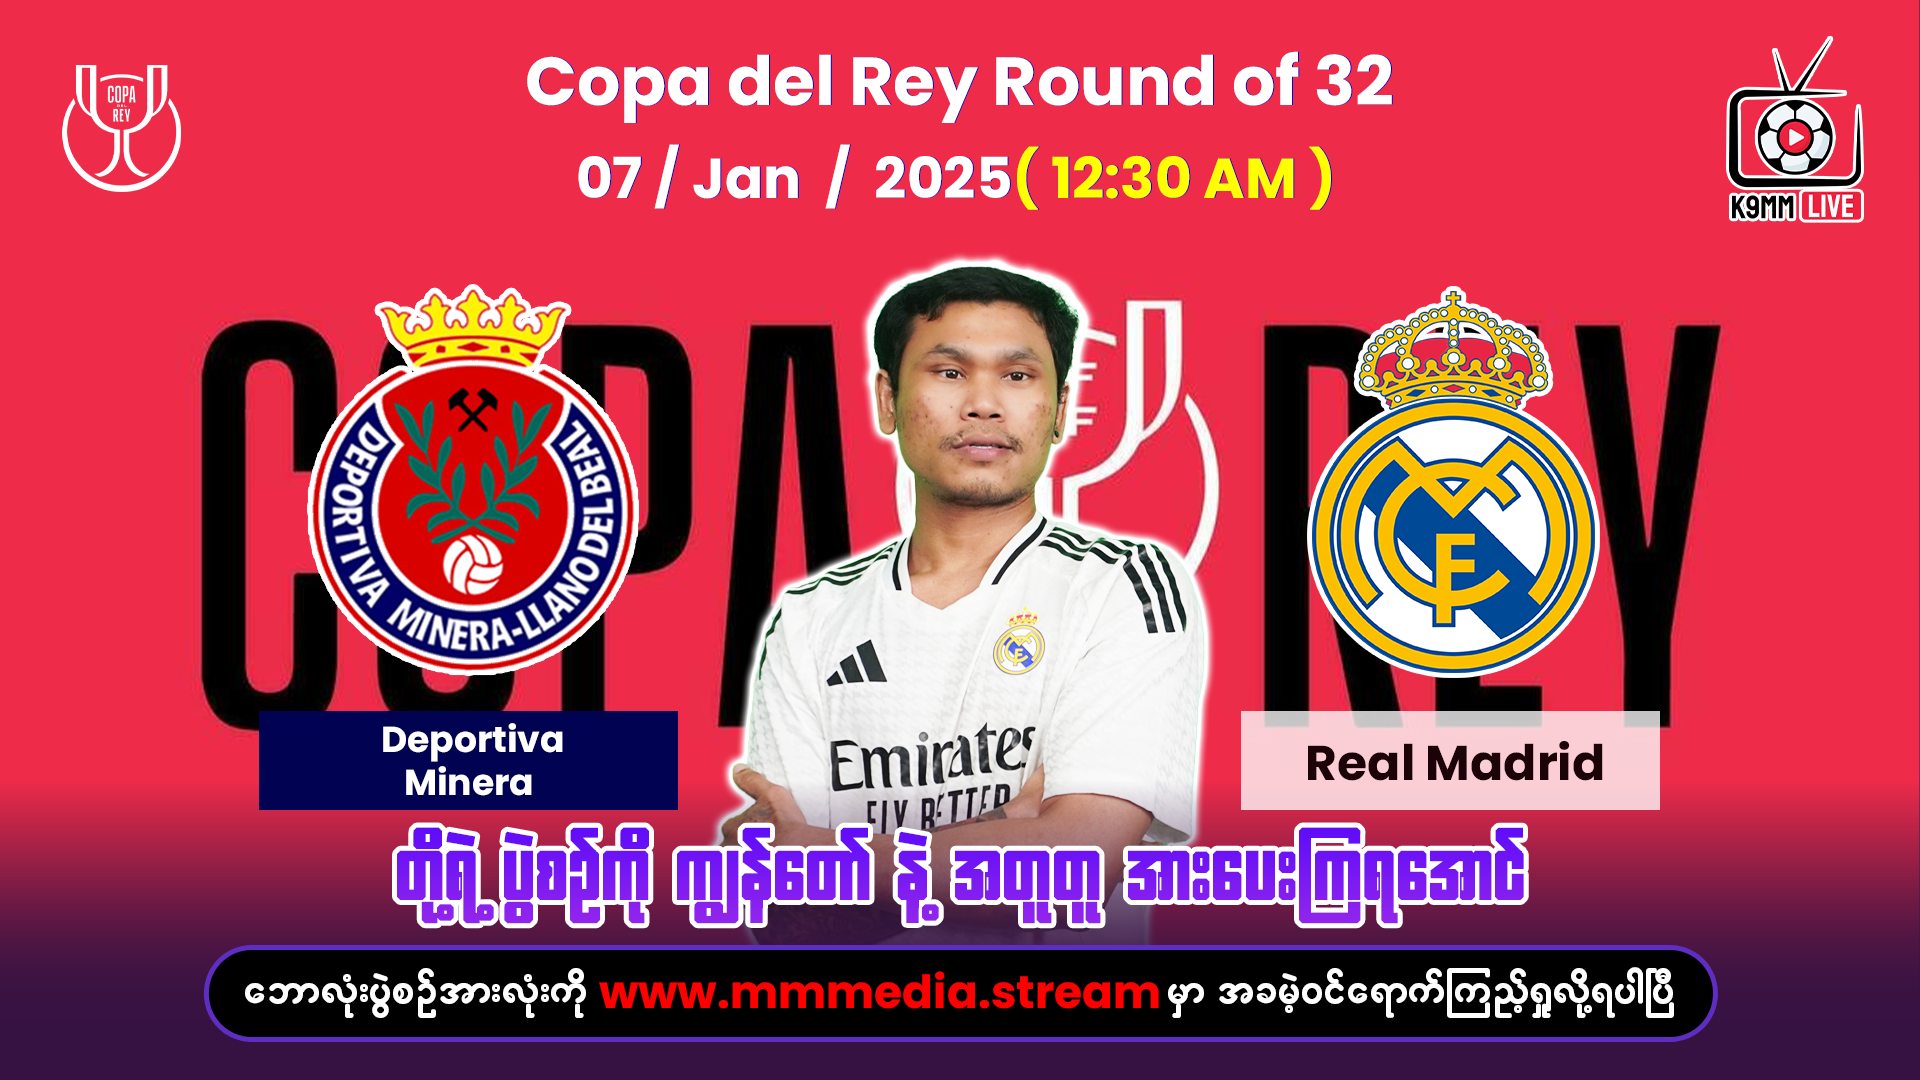 Copa del Rey Round of 32
COPA
DEL
REY
07 / Jan / 2025 ( 12:30 AM )
K9MM LIVE
COPA REY
DEPORTIVA MINERA-LLANO DEL BEAL
Emirates
FLY BETTER
Deportiva
Minera
Real Madrid
တို့ရဲ့ ပွဲစဉ်ကို ကျွန်တော် နဲ့ အတူတူ အားပေးကြရအောင်
ဘောလုံးပွဲစဉ်အားလုံးကို www.mmmedia.stream မှာ အခမဲ့ဝင်ရောက်ကြည့်ရှုလို့ရပါပြီ